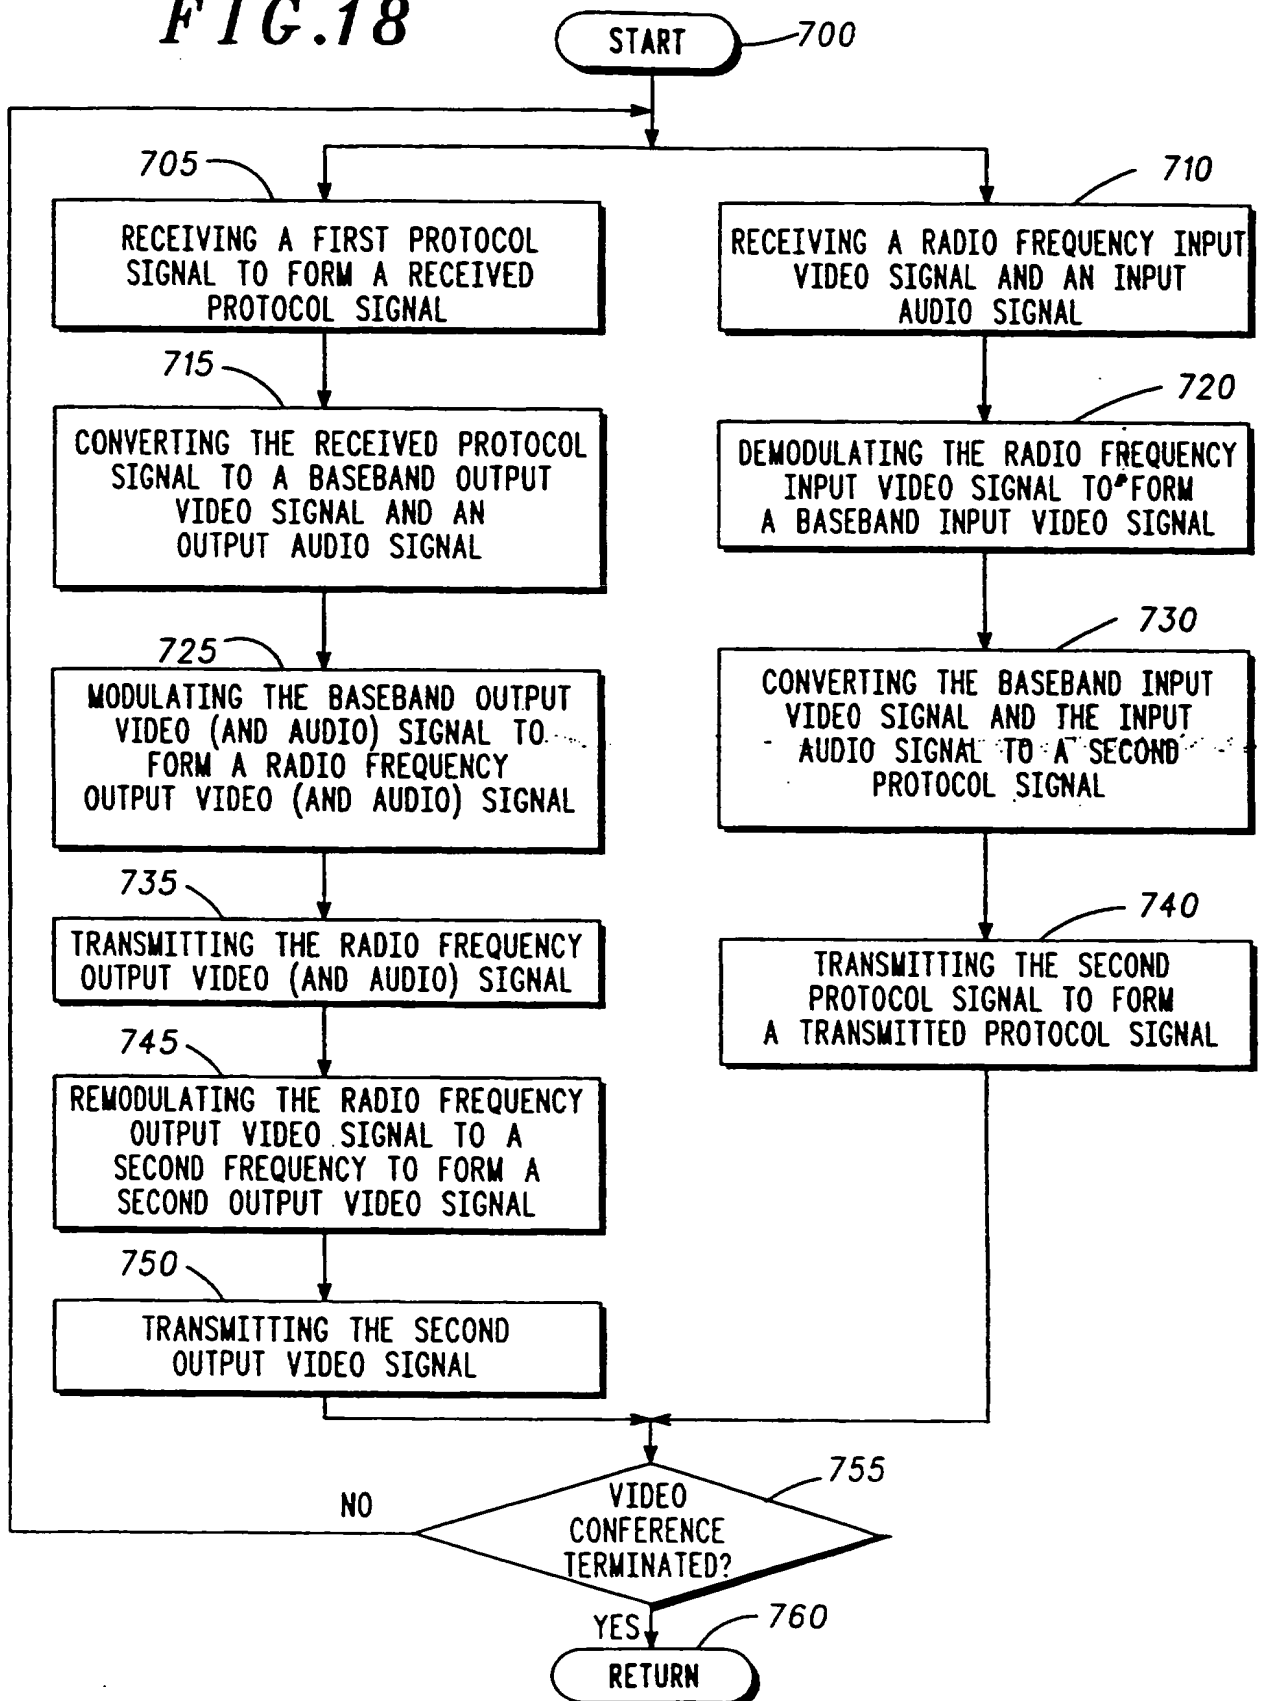 FIG.18
START
700
705
RECEIVING A FIRST PROTOCOL
SIGNAL TO FORM A RECEIVED
PROTOCOL SIGNAL
710
RECEIVING A RADIO FREQUENCY INPUT
VIDEO SIGNAL AND AN INPUT
AUDIO SIGNAL
715
CONVERTING THE RECEIVED PROTOCOL
SIGNAL TO A BASEBAND OUTPUT
VIDEO SIGNAL AND AN
OUTPUT AUDIO SIGNAL
720
DEMODULATING THE RADIO FREQUENCY
INPUT VIDEO SIGNAL TO FORM
A BASEBAND INPUT VIDEO SIGNAL
725
MODULATING THE BASEBAND OUTPUT
VIDEO (AND AUDIO) SIGNAL TO
FORM A RADIO FREQUENCY
OUTPUT VIDEO (AND AUDIO) SIGNAL
730
CONVERTING THE BASEBAND INPUT
VIDEO SIGNAL AND THE INPUT
AUDIO SIGNAL TO A SECOND
PROTOCOL SIGNAL
735
TRANSMITTING THE RADIO FREQUENCY
OUTPUT VIDEO (AND AUDIO) SIGNAL
740
TRANSMITTING THE SECOND
PROTOCOL SIGNAL TO FORM
A TRANSMITTED PROTOCOL SIGNAL
745
REMODULATING THE RADIO FREQUENCY
OUTPUT VIDEO SIGNAL TO A
SECOND FREQUENCY TO FORM A
SECOND OUTPUT VIDEO SIGNAL
750
TRANSMITTING THE SECOND
OUTPUT VIDEO SIGNAL
755
VIDEO
CONFERENCE
TERMINATED?
NO
YES
760
RETURN